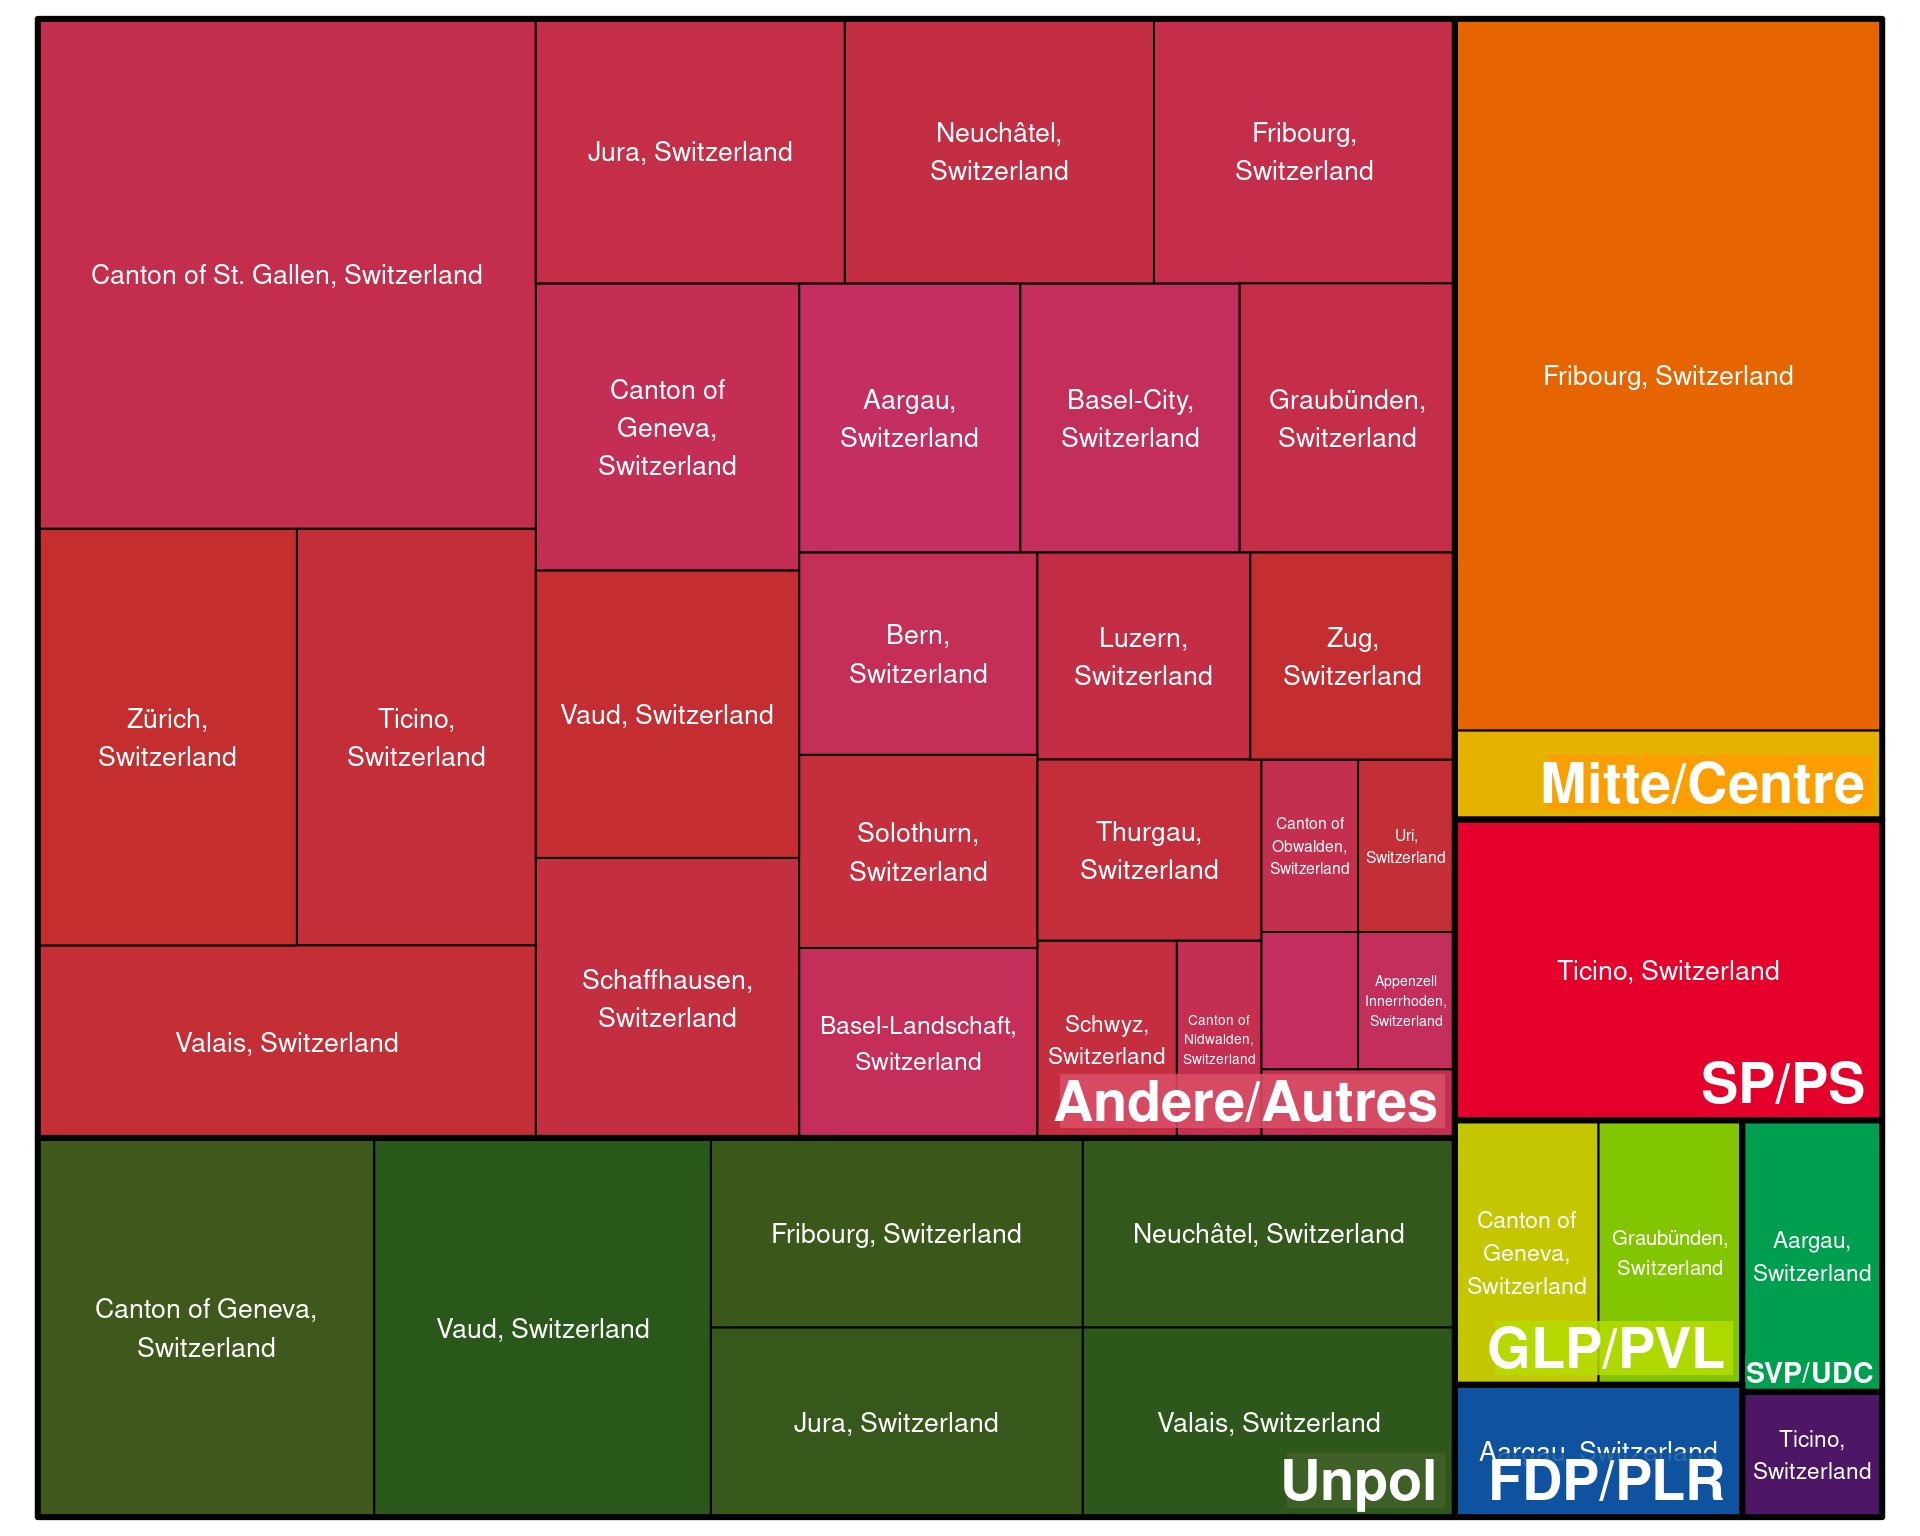 Canton of St. Gallen, Switzerland
Jura, Switzerland
Neuchâtel,
Switzerland
Fribourg,
Switzerland
Canton of
Geneva,
Switzerland
Aargau,
Switzerland
Basel-City,
Switzerland
Graubünden,
Switzerland
Zürich,
Switzerland
Ticino,
Switzerland
Vaud, Switzerland
Bern,
Switzerland
Luzern,
Switzerland
Zug,
Switzerland
Solothurn,
Switzerland
Thurgau,
Switzerland
Canton of
Obwalden,
Switzerland
Uri,
Switzerland
Valais, Switzerland
Schaffhausen,
Switzerland
Basel-Landschaft,
Switzerland
Schwyz,
Switzerland
Canton of
Nidwalden,
Switzerland
Appenzell
Innerrhoden,
Switzerland
Andere/Autres
Canton of Geneva,
Switzerland
Vaud, Switzerland
Fribourg, Switzerland
Neuchâtel, Switzerland
Jura, Switzerland
Valais, Switzerland
Unpol
Fribourg, Switzerland
Mitte/Centre
Ticino, Switzerland
SP/PS
Canton of
Geneva,
Switzerland
Graubünden,
Switzerland
GLP/PVL
Aargau,
Switzerland
SVP/UDC
Aargau, Switzerland
FDP/PLR
Ticino,
Switzerland